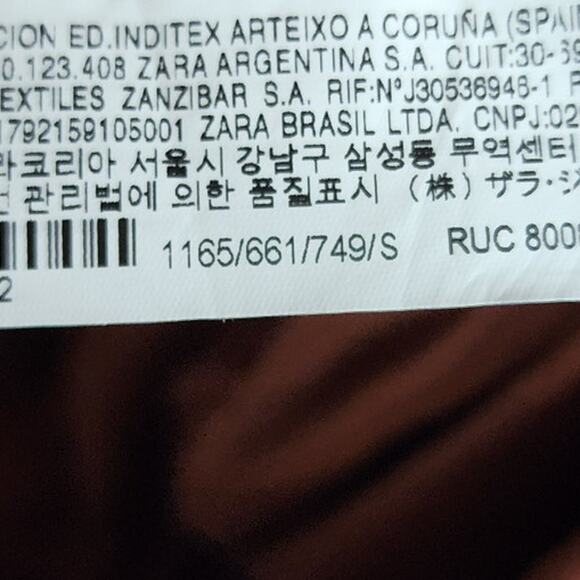 CION ED.INDITEX ARTEIXO A CORUÑA (SPAI
0.123.408 ZARA ARGENTINA S.A. CUIT:30-59
EXTILES ZANZIBAR S.A. RIF:NºJ30536946-1
1792159105001 ZARA BRASIL LTDA. CNPJ:02
라코리아 서울시 강남구 삼성동 무역센터
관리법에 의한 품질표시 (株) ザラ・ジ
1165/661/749/S RUC 800
2